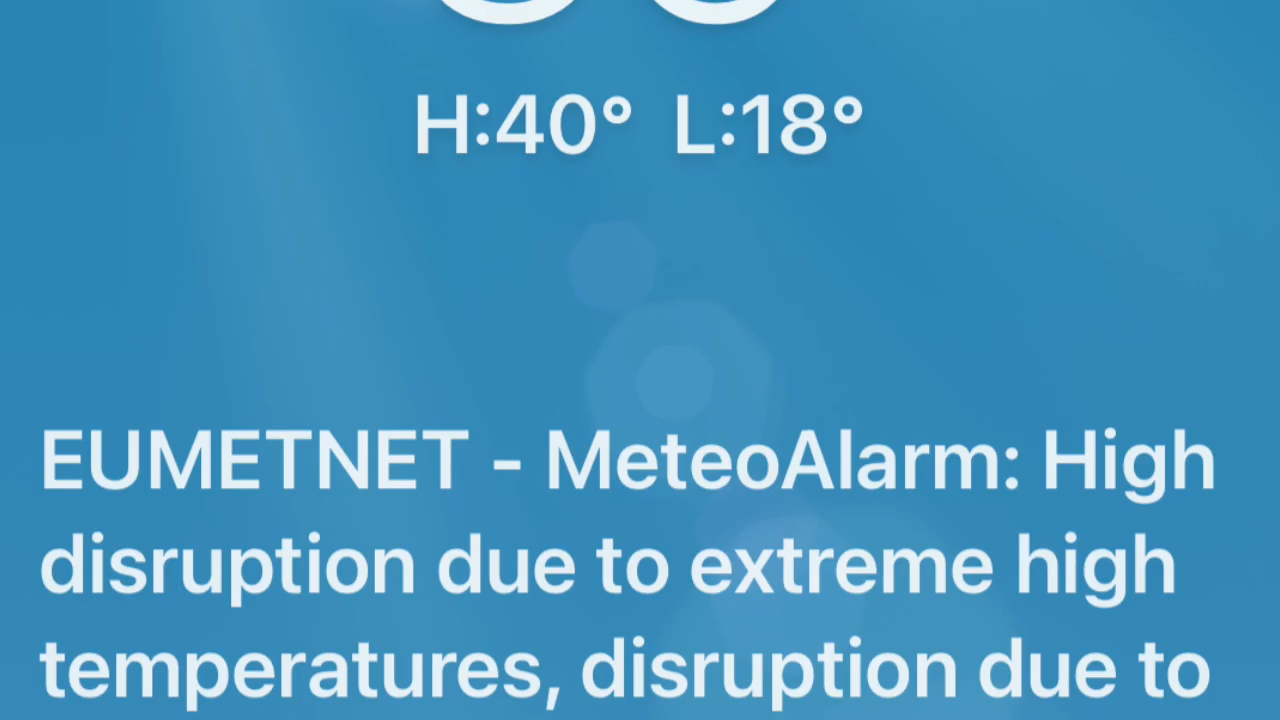 H:40° L:18°
EUMETNET - MeteoAlarm: High
disruption due to extreme high
temperatures, disruption due to